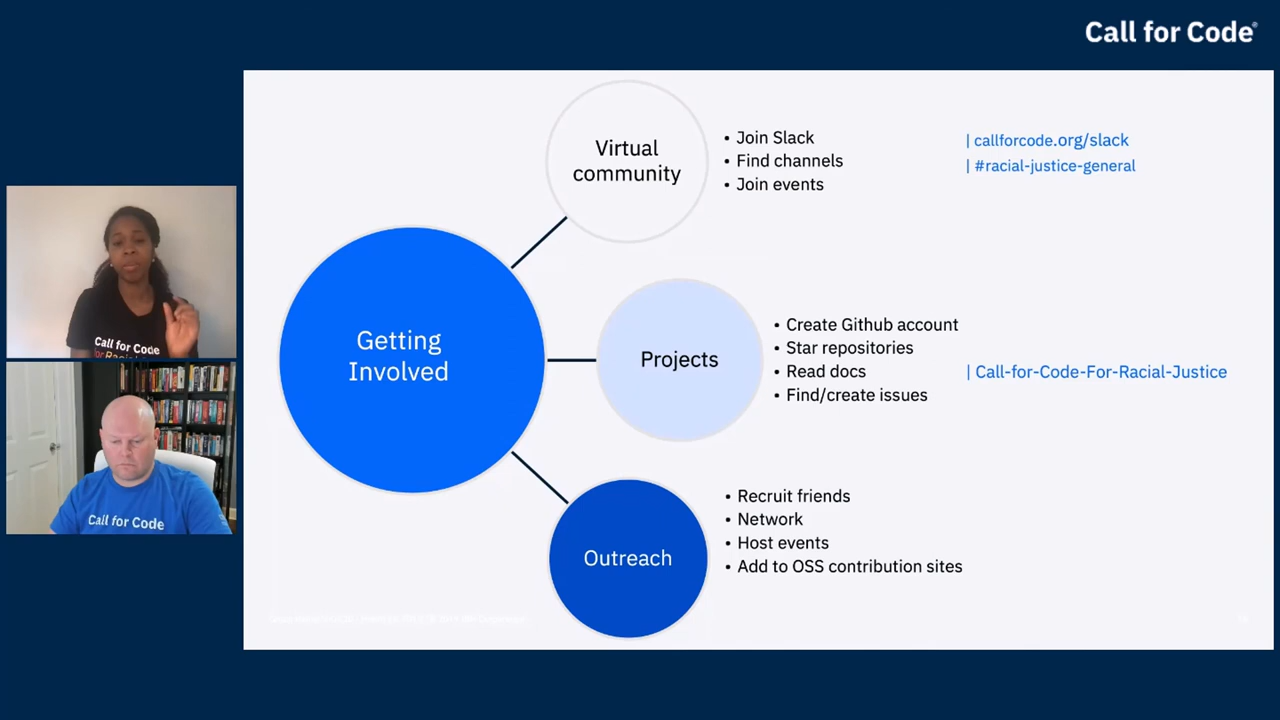 Call for Code®
Virtual
community
• Join Slack
• Find channels
• Join events
| callforcode.org/slack
| #racial-justice-general
Getting
Involved
Projects
• Create Github account
• Star repositories
• Read docs
• Find/create issues
| Call-for-Code-For-Racial-Justice
Outreach
• Recruit friends
• Network
• Host events
• Add to OSS contribution sites
Call for Code
for Racial
Call for Code